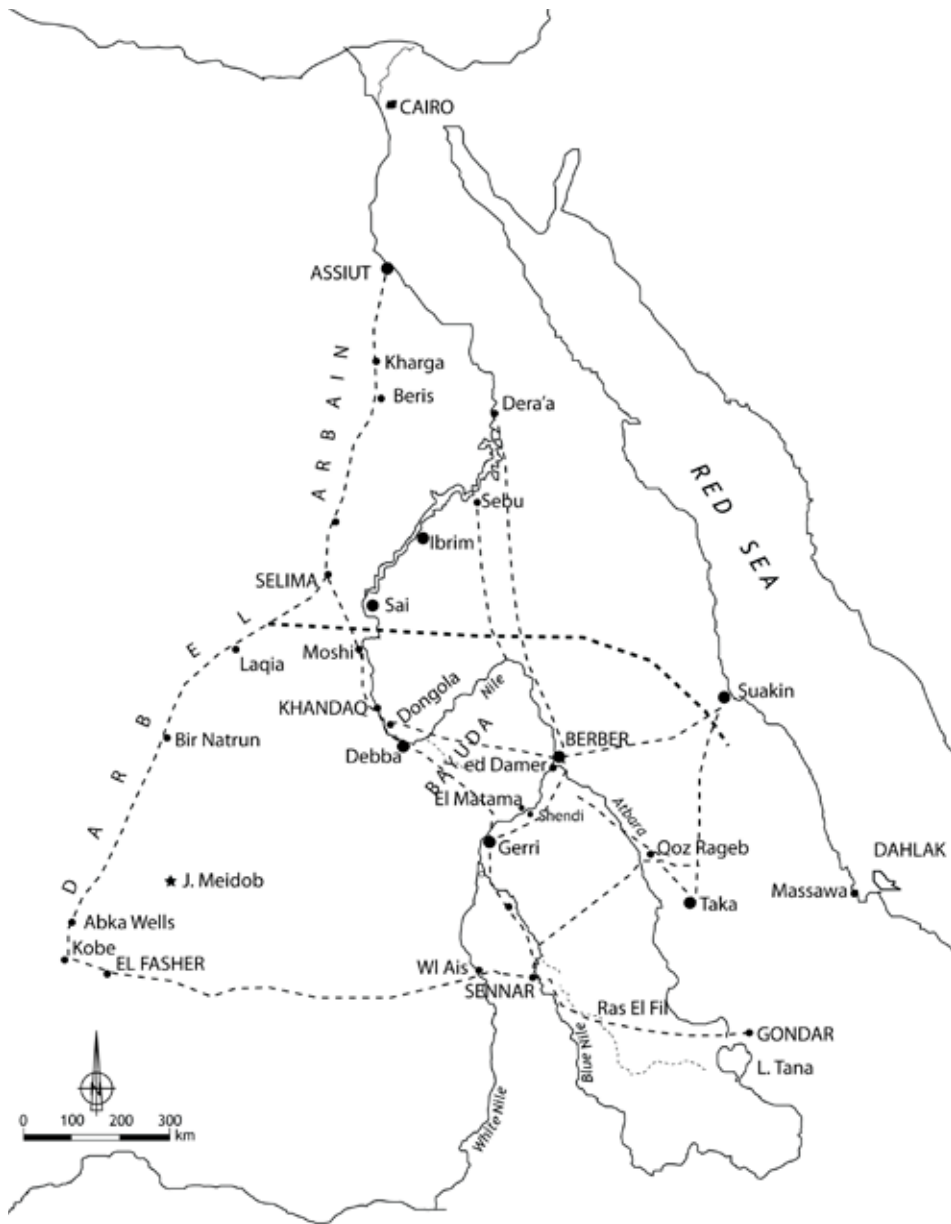 CAIRO
ASSIUT
Kharga
Beris
Dera'a
DARB EL ARBAIN
RED SEA
Sebu
Ibrim
SELIMA
Sai
Moshi
Laqia
Suakin
Nile
KHANDAQ
Dongola
Bir Natrun
Debba
BAYUDA
BERBER
ed Damer
El Matama
Shendi
Atbara
Gerri
Qoz Rageb
DAHLAK
J. Meidob
Massawa
Taka
Abka Wells
Kobe
EL FASHER
Wl Ais
SENNAR
Ras El Fil
GONDAR
L. Tana
Blue Nile
White Nile
N
0 100 200 300
km